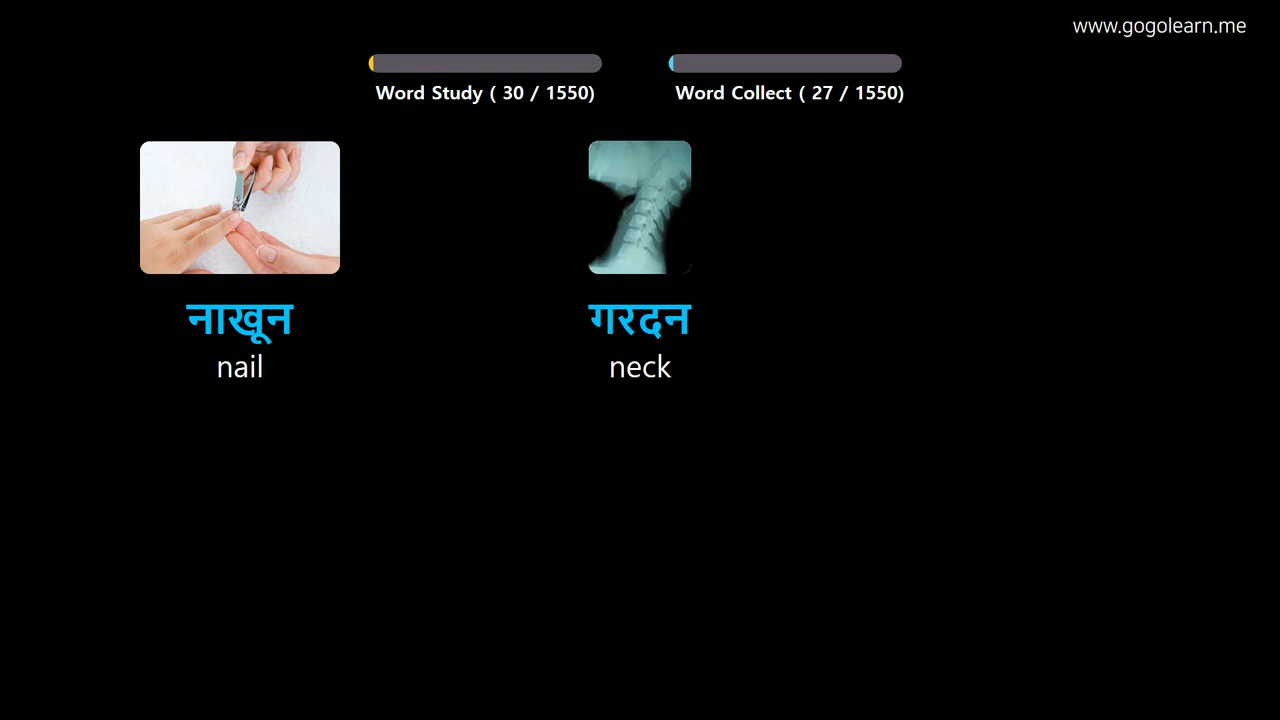 www.gogolearn.me
Word Study ( 30 / 1550)
Word Collect ( 27 / 1550)
नाखून
nail
गरदन
neck